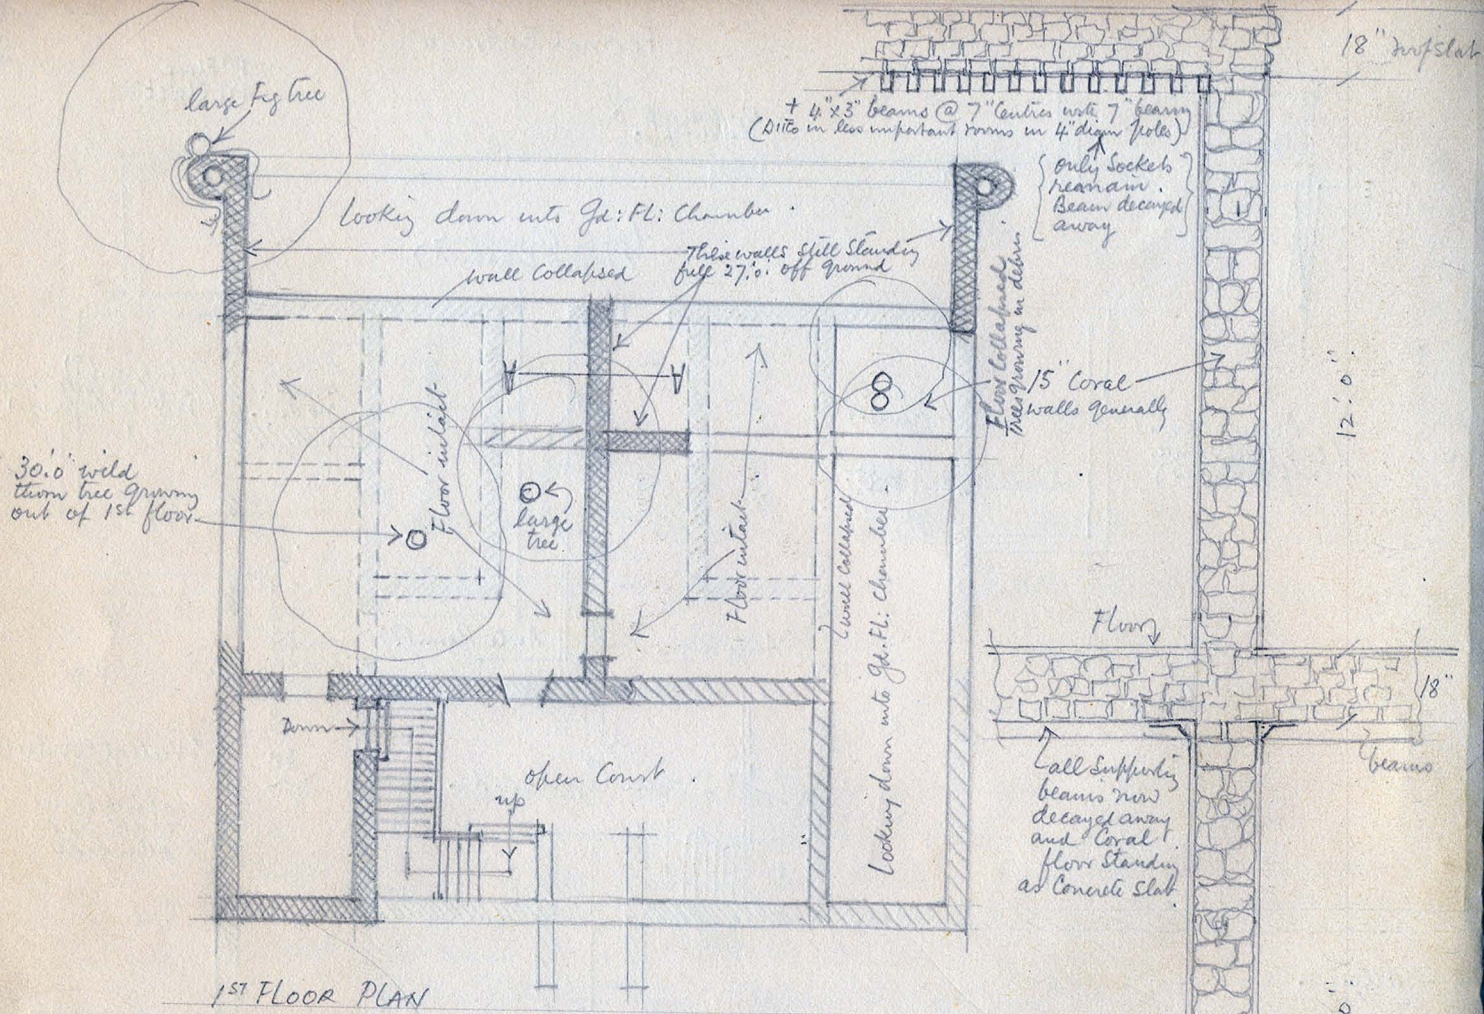 large Fig tree
18" roof slab
+ 4"x3" beams @ 7" Centres with 7" bearing
(Ditto in less important rooms in 4" diam poles)
only Sockets
remain.
Beam decayed
away
looking down into Gd: Fl: Chamber.
These walls still standing
full 27'.0" off ground
wall Collapsed
Floor Collapsed
trees growing in debris
15" Coral
walls generally
12'.0".
A
A
Floor intact
30'.0" wild
thorn tree growing
out of 1st floor
large
tree
Floor intact
wall Collapsed
Looking down into Gd: Fl: Chamber.
Floor
18"
beams
all Supporting
beams now
decayed away
and Coral
floor Standing
as Concrete Slab
Down
open Court.
up
1ST FLOOR PLAN